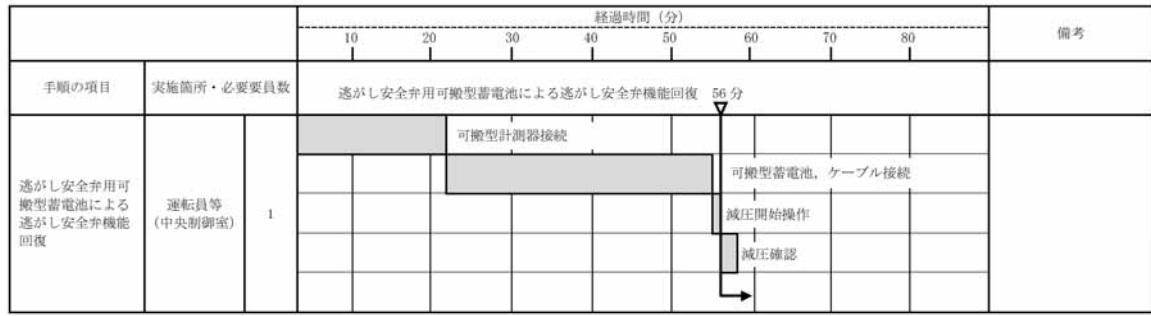 経過時間（分）
10 20 30 40 50 60 70 80
備考
手順の項目
実施箇所・必要要員数
逃がし安全弁用可搬型蓄電池による逃がし安全弁機能回復 56分
可搬型計測器接続
可搬型蓄電池，ケーブル接続
減圧開始操作
減圧確認
逃がし安全弁用可
搬型蓄電池による
逃がし安全弁機能
回復
運転員等
（中央制御室）
1